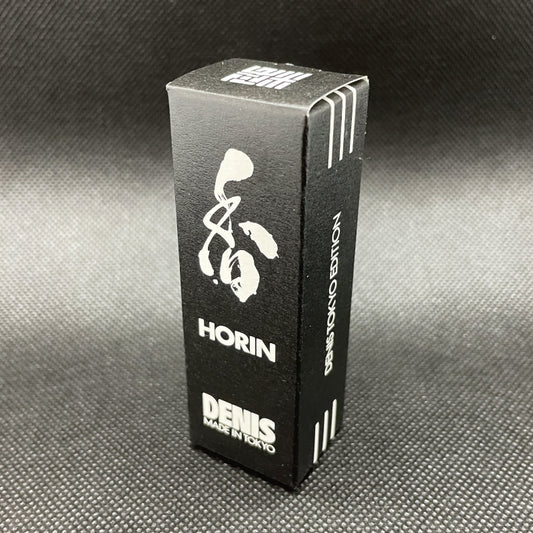 HORIN
DENIS
MADE IN TOKYO
DENIS TOKYO EDITION